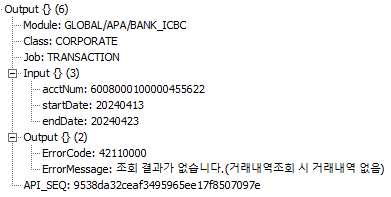 Output {} (6)
Module: GLOBAL/APA/BANK_ICBC
Class: CORPORATE
Job: TRANSACTION
Input {} (3)
acctNum: 6008000100000455622
startDate: 20240413
endDate: 20240423
Output {} (2)
ErrorCode: 42110000
ErrorMessage: 조회 결과가 없습니다.(거래내역조회 시 거래내역 없음)
API_SEQ: 9538da32ceaf3495965ee17f8507097e